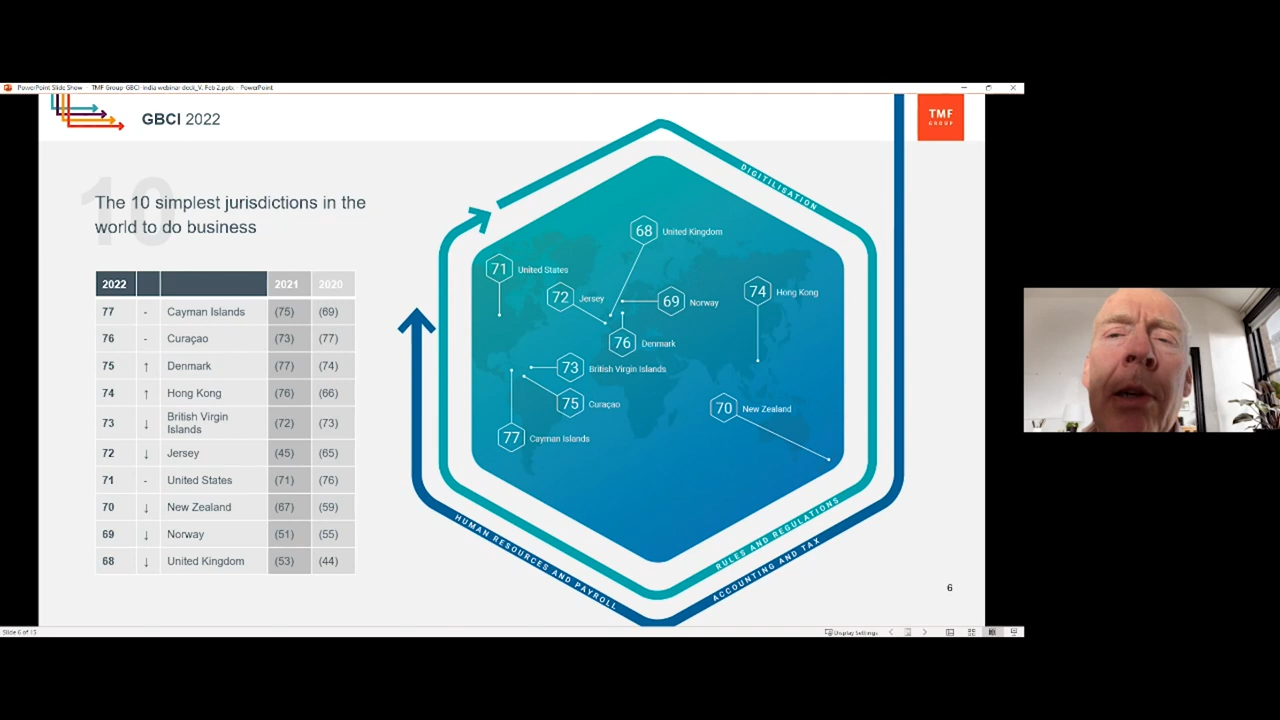 PowerPoint Slide Show - TMF Group GBCI India webinar deck_V. Feb 2.pptx - PowerPoint
GBCI 2022
TMF
GROUP
10
The 10 simplest jurisdictions in the
world to do business
2022 2021 2020
77 - Cayman Islands (75) (69)
76 - Curaçao (73) (77)
75 ↑ Denmark (77) (74)
74 ↑ Hong Kong (76) (66)
73 ↓ British Virgin Islands (72) (73)
72 ↓ Jersey (45) (65)
71 - United States (71) (76)
70 ↓ New Zealand (67) (59)
69 ↓ Norway (51) (55)
68 ↓ United Kingdom (53) (44)
DIGITILISATION
68 United Kingdom
71 United States
72 Jersey
69 Norway
74 Hong Kong
76 Denmark
73 British Virgin Islands
75 Curaçao
70 New Zealand
77 Cayman Islands
RULES AND REGULATIONS
HUMAN RESOURCES AND PAYROLL
ACCOUNTING AND TAX
6
Slide 6 of 13
Display Settings